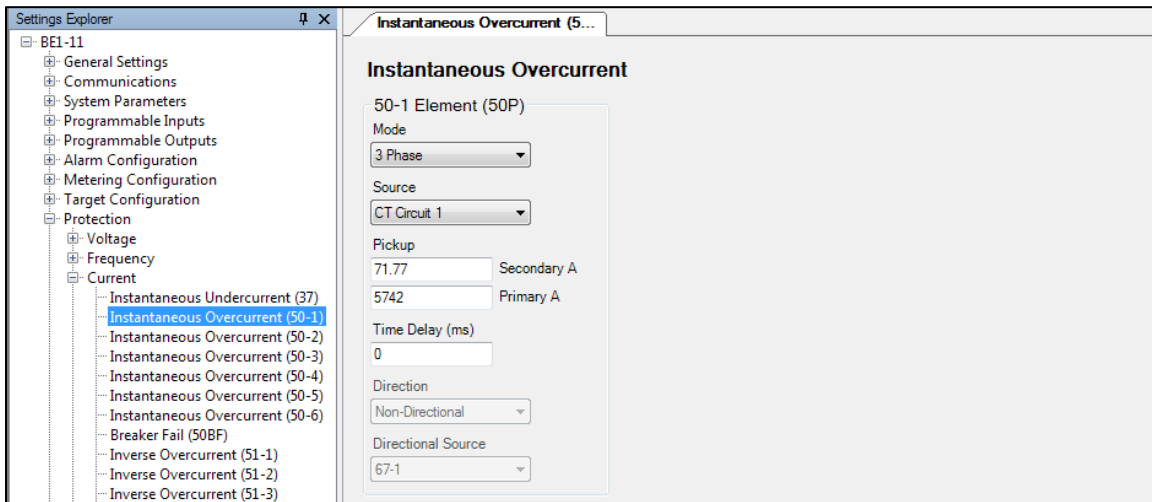 Settings Explorer
BE1-11
General Settings
Communications
System Parameters
Programmable Inputs
Programmable Outputs
Alarm Configuration
Metering Configuration
Target Configuration
Protection
Voltage
Frequency
Current
Instantaneous Undercurrent (37)
Instantaneous Overcurrent (50-1)
Instantaneous Overcurrent (50-2)
Instantaneous Overcurrent (50-3)
Instantaneous Overcurrent (50-4)
Instantaneous Overcurrent (50-5)
Instantaneous Overcurrent (50-6)
Breaker Fail (50BF)
Inverse Overcurrent (51-1)
Inverse Overcurrent (51-2)
Inverse Overcurrent (51-3)
Instantaneous Overcurrent (5...
Instantaneous Overcurrent
50-1 Element (50P)
Mode
3 Phase
Source
CT Circuit 1
Pickup
71.77 Secondary A
5742 Primary A
Time Delay (ms)
0
Direction
Non-Directional
Directional Source
67-1